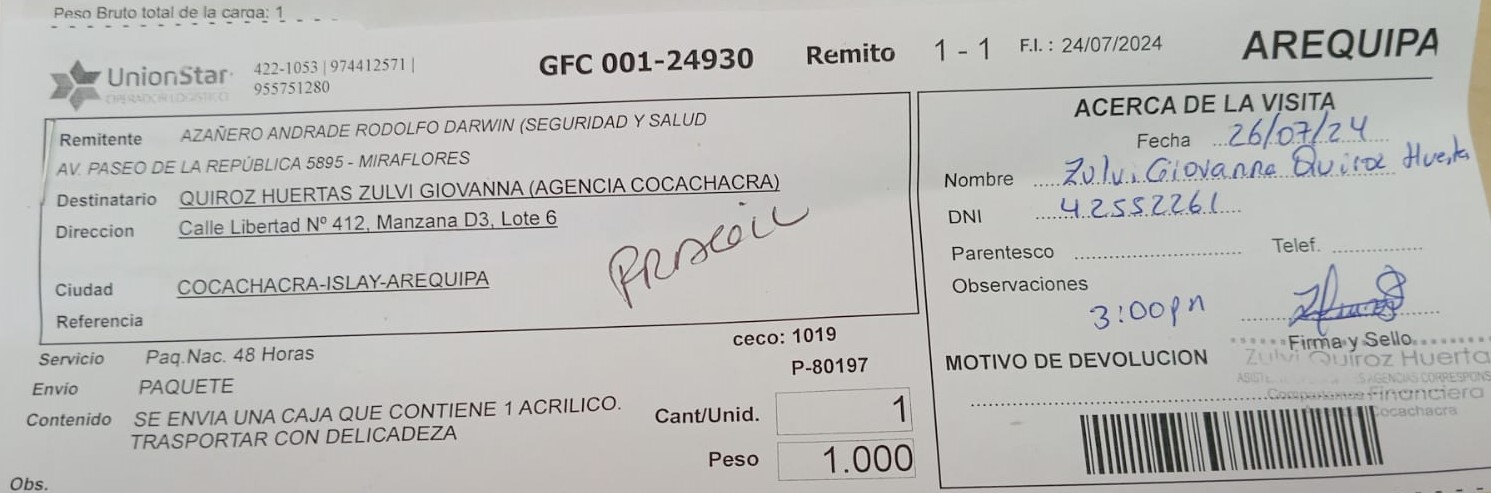 Peso Bruto total de la carga: 1
UnionStar
OPERADOR LOGISTICO
422-1053 | 974412571 |
955751280
GFC 001-24930
Remito 1 - 1 F.I. : 24/07/2024
AREQUIPA
Remitente AZAÑERO ANDRADE RODOLFO DARWIN (SEGURIDAD Y SALUD
AV. PASEO DE LA REPÚBLICA 5895 - MIRAFLORES
Destinatario QUIROZ HUERTAS ZULVI GIOVANNA (AGENCIA COCACHACRA)
Direccion Calle Libertad Nº 412, Manzana D3, Lote 6
Ciudad COCACHACRA-ISLAY-AREQUIPA
Referencia
Servicio Paq.Nac. 48 Horas
ceco: 1019
Envio PAQUETE
P-80197
Contenido SE ENVIA UNA CAJA QUE CONTIENE 1 ACRILICO.
TRASPORTAR CON DELICADEZA
Cant/Unid. 1
Peso 1.000
Obs.
ACERCA DE LA VISITA
Fecha 26/07/24
Nombre Zulvi Giovanna Quiroz Huerta
DNI 42552261
Parentesco Telef.
Observaciones
3:00pn
Firma y Sello
Zulvi Quiroz Huerta
AGENCIAS CORRESPONS
Financiera
Cocachacra
MOTIVO DE DEVOLUCION